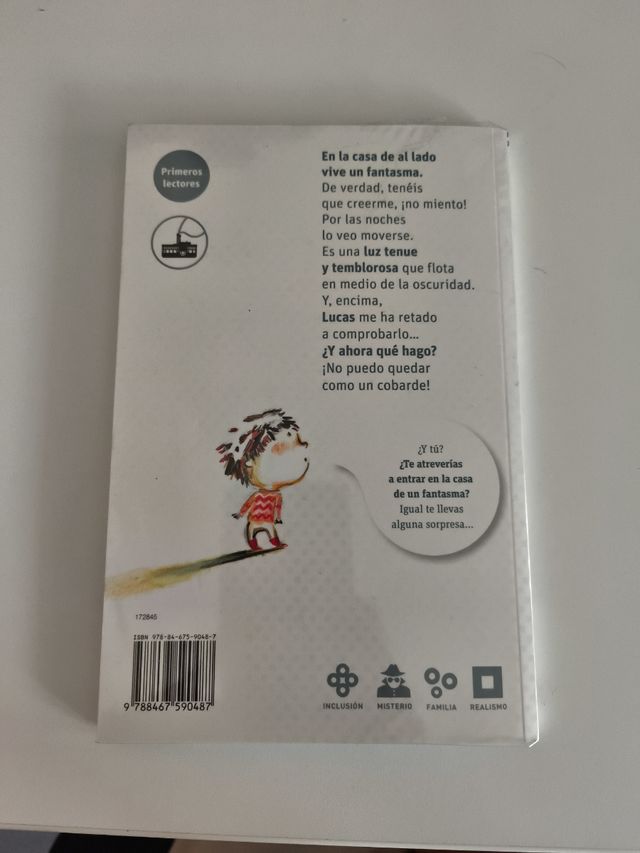 Primeros
lectores
En la casa de al lado
vive un fantasma.
De verdad, tenéis
que creerme, ¡no miento!
Por las noches
lo veo moverse.
Es una luz tenue
y temblorosa que flota
en medio de la oscuridad.
Y, encima,
Lucas me ha retado
a comprobarlo...
¿Y ahora qué hago?
¡No puedo quedar
como un cobarde!
¿Y tú?
¿Te atreverías
a entrar en la casa
de un fantasma?
Igual te llevas
alguna sorpresa...
172845
ISBN 978-84-675-9048-7
9 788467 590487
INCLUSIÓN
MISTERIO
FAMILIA
REALISMO